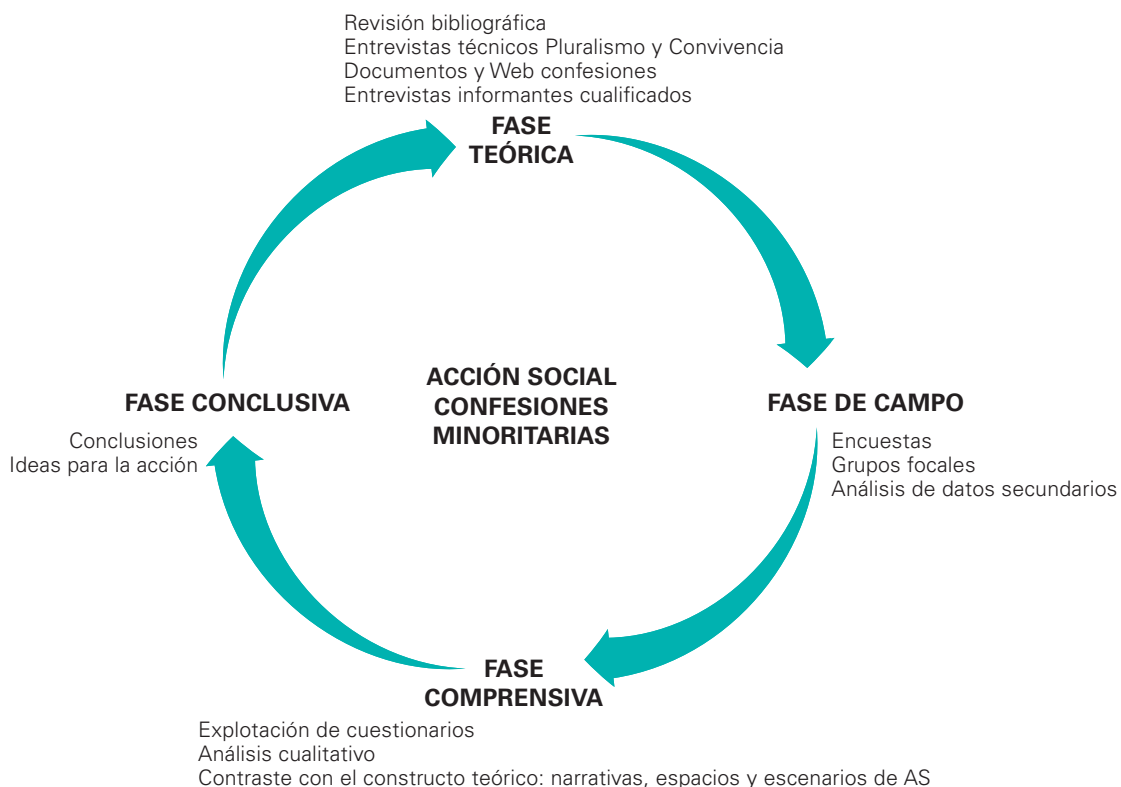 Revisión bibliográfica
Entrevistas técnicos Pluralismo y Convivencia
Documentos y Web confesiones
Entrevistas informantes cualificados
FASE
TEÓRICA
ACCIÓN SOCIAL
CONFESIONES
MINORITARIAS
FASE DE CAMPO
Encuestas
Grupos focales
Análisis de datos secundarios
FASE
COMPRENSIVA
Explotación de cuestionarios
Análisis cualitativo
Contraste con el constructo teórico: narrativas, espacios y escenarios de AS
FASE CONCLUSIVA
Conclusiones
Ideas para la acción